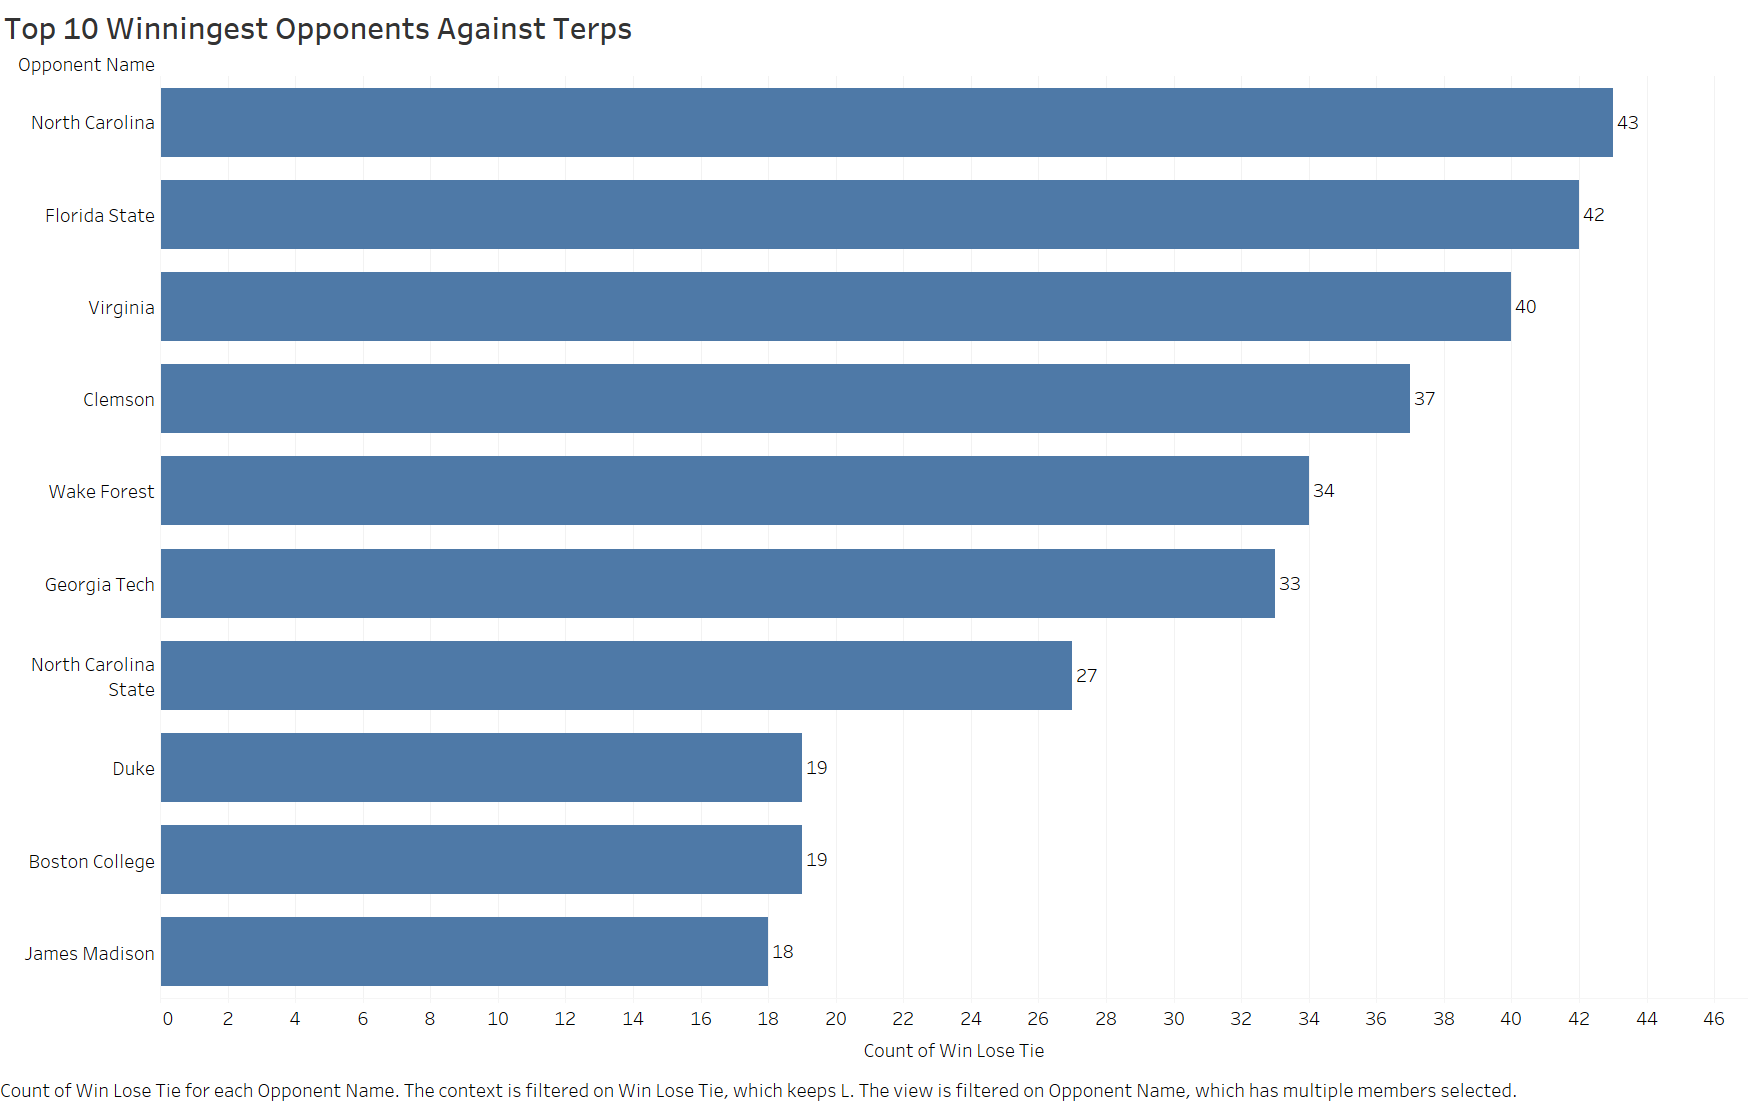 Top 10 Winningest Opponents Against Terps
Opponent Name
North Carolina
43
Florida State
42
Virginia
40
Clemson
37
Wake Forest
34
Georgia Tech
33
North Carolina
State
27
Duke
19
Boston College
19
James Madison
18
0 2 4 6 8 10 12 14 16 18 20 22 24 26 28 30 32 34 36 38 40 42 44 46
Count of Win Lose Tie
Count of Win Lose Tie for each Opponent Name. The context is filtered on Win Lose Tie, which keeps L. The view is filtered on Opponent Name, which has multiple members selected.